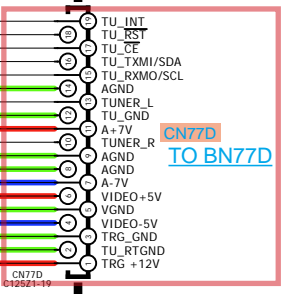 19 TU_INT
18 TU_RST
17 TU_CE
16 TU_TXMI/SDA
15 TU_RXMO/SCL
14 AGND
13 TUNER_L
12 TU_GND
11 A+7V
10 TUNER_R
9 AGND
8 AGND
7 A-7V
6 VIDEO+5V
5 VGND
4 VIDEO-5V
3 TRG_GND
2 TU_RTGND
1 TRG +12V
CN77D
TO BN77D
CN77D
C125Z1-19